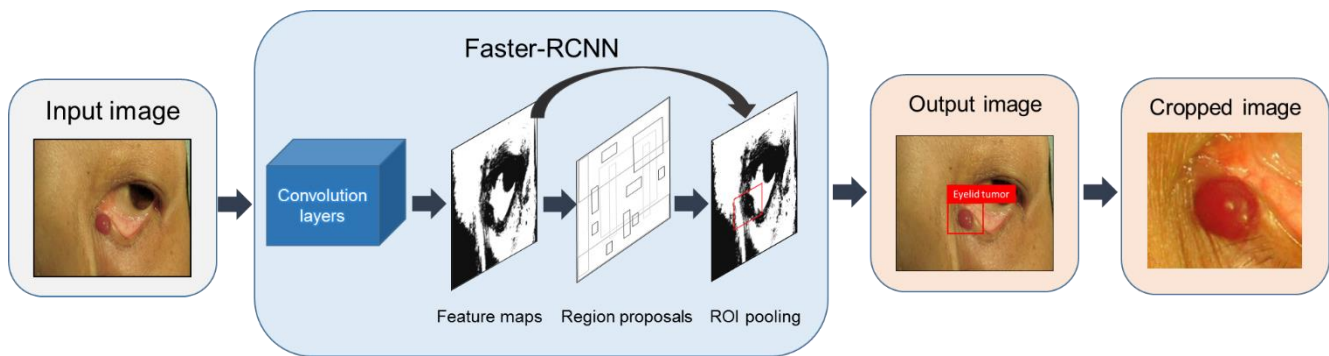 Faster-RCNN
Input image
Convolution
layers
Feature maps
Region proposals
ROI pooling
Output image
Eyelid tumor
Cropped image